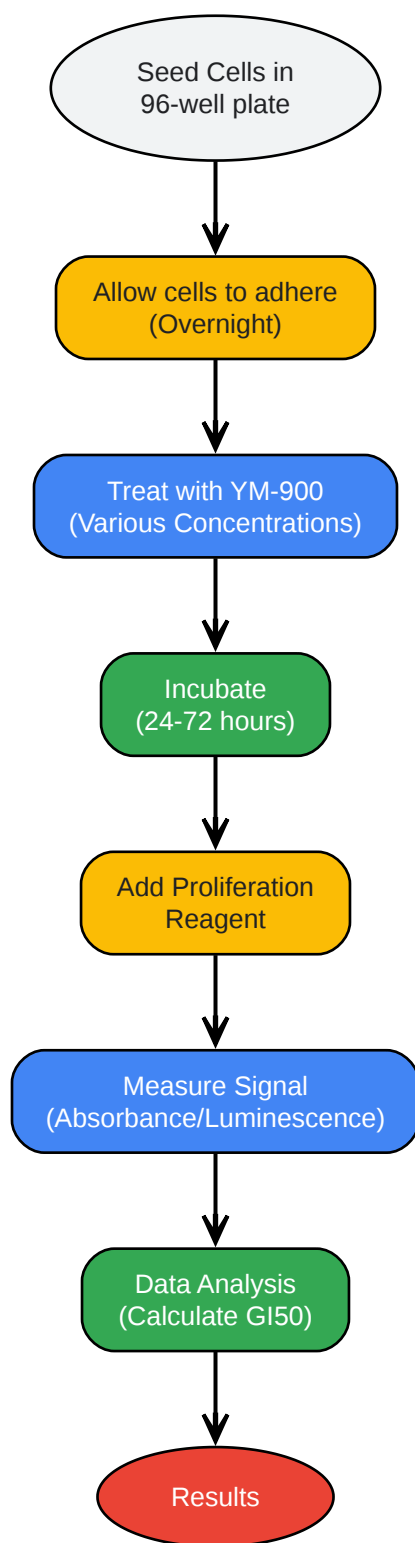 Seed Cells in
96-well plate
Allow cells to adhere
(Overnight)
Treat with YM-900
(Various Concentrations)
Incubate
(24-72 hours)
Add Proliferation
Reagent
Measure Signal
(Absorbance/Luminescence)
Data Analysis
(Calculate GI50)
Results